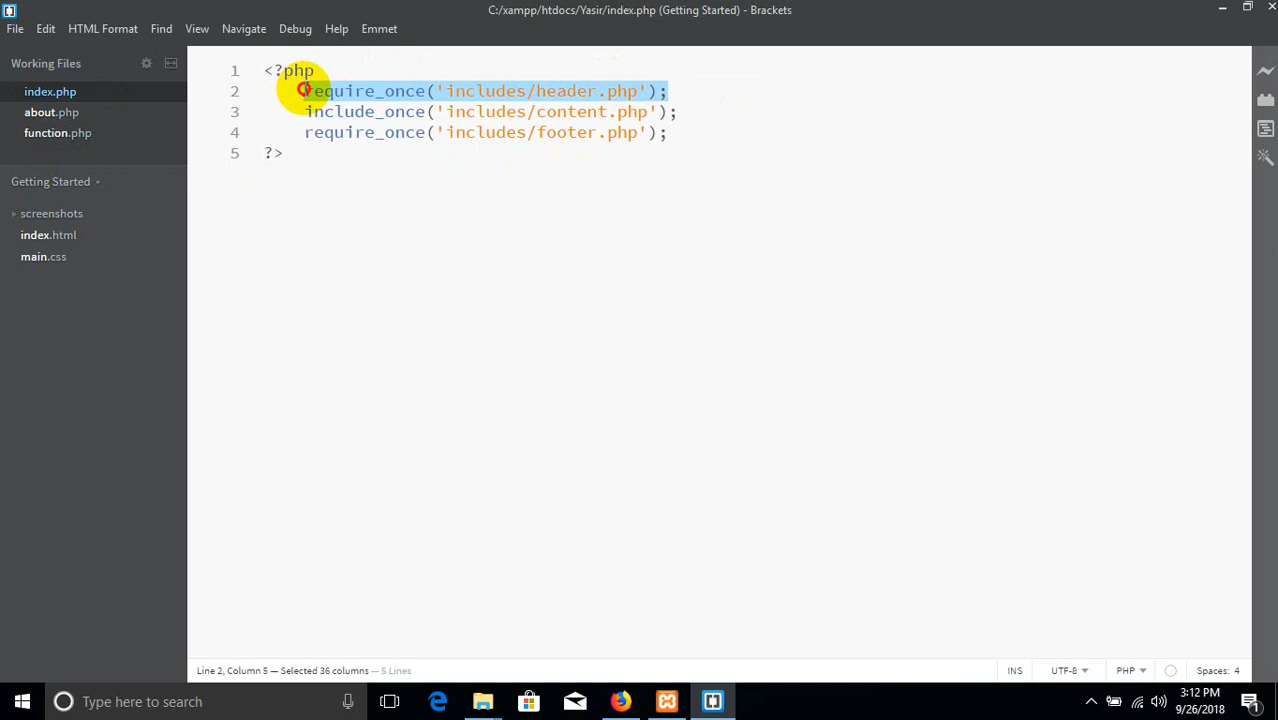 C:/xampp/htdocs/Yasir/index.php (Getting Started) - Brackets
File Edit View Navigate Debug Help Emmet
HTML Format Find
Working Files
index.php
about.php
function.php
Getting Started
screenshots
index.html
main.css
1 <?php
2 require_once('includes/header.php');
3 include_once('includes/content.php');
4 require_once('includes/footer.php');
5 ?>
Line 2, Column 5 — Selected 36 columns — 5 Lines
INS UTF-8 PHP Spaces: 4
Type here to search
3:12 PM
9/26/2018
1